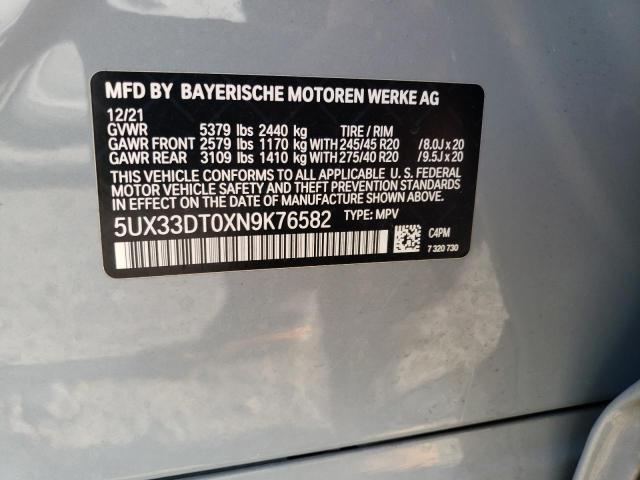 MFD BY BAYERISCHE MOTOREN WERKE AG
12/21
GVWR 5379 lbs 2440 kg TIRE / RIM
GAWR FRONT 2579 lbs 1170 kg WITH 245/45 R20 /8.0J x 20
GAWR REAR 3109 lbs 1410 kg WITH 275/40 R20 /9.5J x 20
THIS VEHICLE CONFORMS TO ALL APPLICABLE U. S. FEDERAL
MOTOR VEHICLE SAFETY AND THEFT PREVENTION STANDARDS
IN EFFECT ON THE DATE OF MANUFACTURE SHOWN ABOVE.
5UX33DT0XN9K76582 TYPE: MPV
C4PM
7 320 730